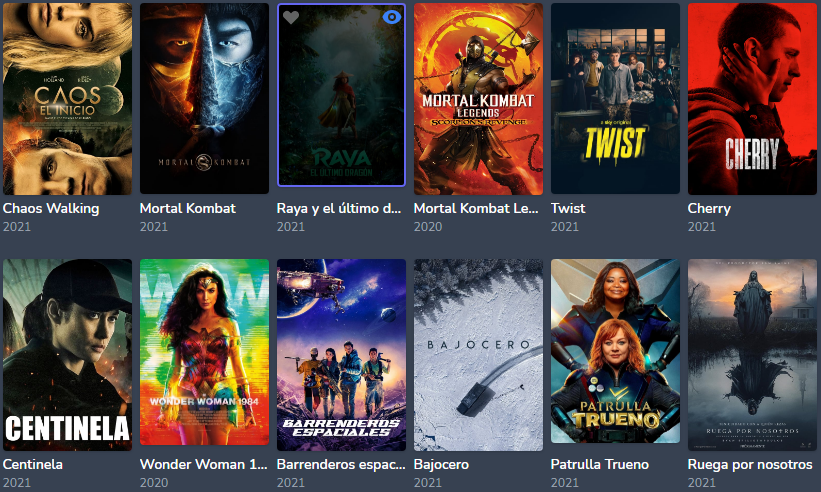 HOLLAND
RIDLEY
CAOS
EL INICIO
MORTAL KOMBAT
RAYA
EL ÚLTIMO DRAGÓN
MORTAL KOMBAT
LEGENDS
SCORPION'S REVENGE
a sky original
TWIST
CHERRY
Chaos Walking
Mortal Kombat
Raya y el último d...
Mortal Kombat Le...
Twist
Cherry
2021
2021
2021
2020
2021
2021
CENTINELA
WW
WONDER WOMAN 1984
BARRENDEROS
ESPACIALES
BAJOCERO
PATRULLA
TRUENO
RUEGA POR NOSOTROS
Centinela
Wonder Woman 1...
Barrenderos espac...
Bajocero
Patrulla Trueno
Ruega por nosotros
2021
2020
2021
2021
2021
2021